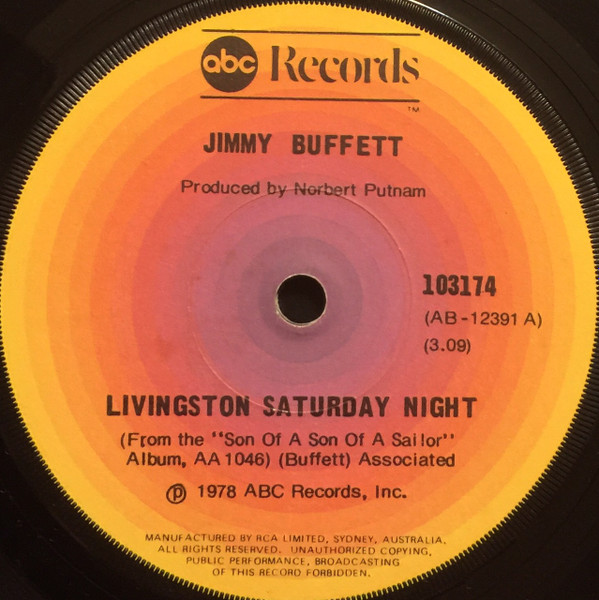 abc Records
™
JIMMY BUFFETT
Produced by Norbert Putnam
103174
(AB-12391 A)
(3.09)
LIVINGSTON SATURDAY NIGHT
(From the "Son Of A Son Of A Sailor"
Album, AA 1046) (Buffett) Associated
℗ 1978 ABC Records, Inc.
MANUFACTURED BY RCA LIMITED, SYDNEY, AUSTRALIA.
ALL RIGHTS RESERVED. UNAUTHORIZED COPYING,
PUBLIC PERFORMANCE, BROADCASTING
OF THIS RECORD FORBIDDEN.